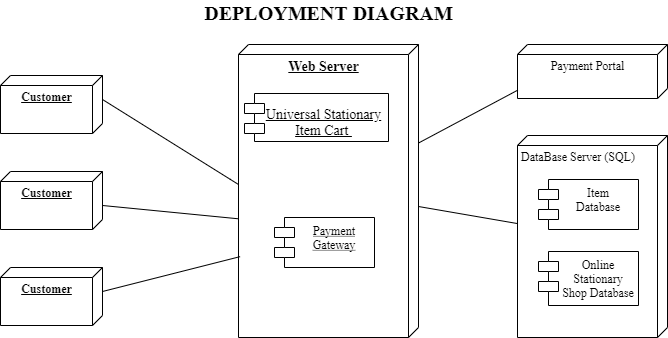 DEPLOYMENT DIAGRAM
Web Server
Universal Stationary
Item Cart
Payment
Gateway
Customer
Customer
Customer
Payment Portal
DataBase Server (SQL)
Item
Database
Online
Stationary
Shop Database